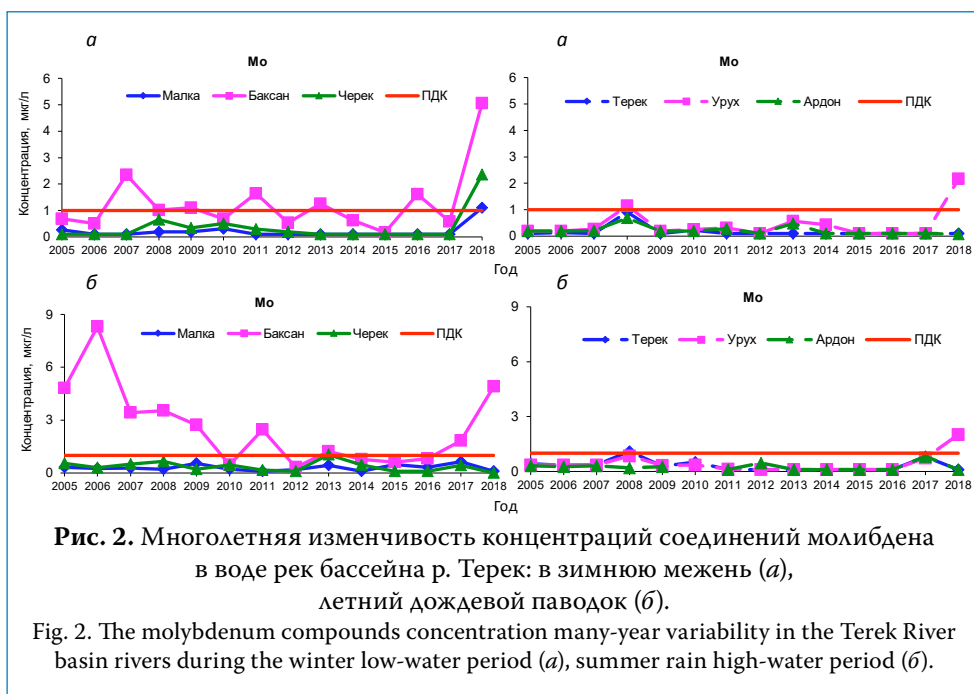 а
Мо
Концентрация, мкг/л
6
5
4
3
2
1
0
Малка Баксан Черек ПДК
2005 2006 2007 2008 2009 2010 2011 2012 2013 2014 2015 2016 2017 2018
а
Мо
6
5
4
3
2
1
0
Терек Урух Ардон ПДК
2005 2006 2007 2008 2009 2010 2011 2012 2013 2014 2015 2016 2017 2018
Год
б
Мо
Концентрация, мкг/л
9
6
3
0
Малка Баксан Черек ПДК
2005 2006 2007 2008 2009 2010 2011 2012 2013 2014 2015 2016 2017 2018
б
Мо
9
6
3
0
Терек Урух Ардон ПДК
2005 2006 2007 2008 2009 2010 2011 2012 2013 2014 2015 2016 2017 2018
Год
Рис. 2. Многолетняя изменчивость концентраций соединений молибдена
в воде рек бассейна р. Терек: в зимнюю межень (а),
летний дождевой паводок (б).
Fig. 2. The molybdenum compounds concentration many-year variability in the Terek River
basin rivers during the winter low-water period (а), summer rain high-water period (б).